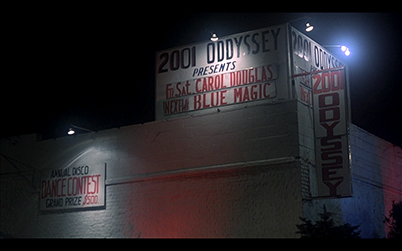 2001 ODDYSSEY
PRESENTS
Fri. Sat. CAROL DOUGLAS
NEXT WK BLUE MAGIC
2001 ODDYSSEY
2001
ODDYSSEY
ANNUAL DISCO
DANCE CONTEST
GRAND PRIZE $500.